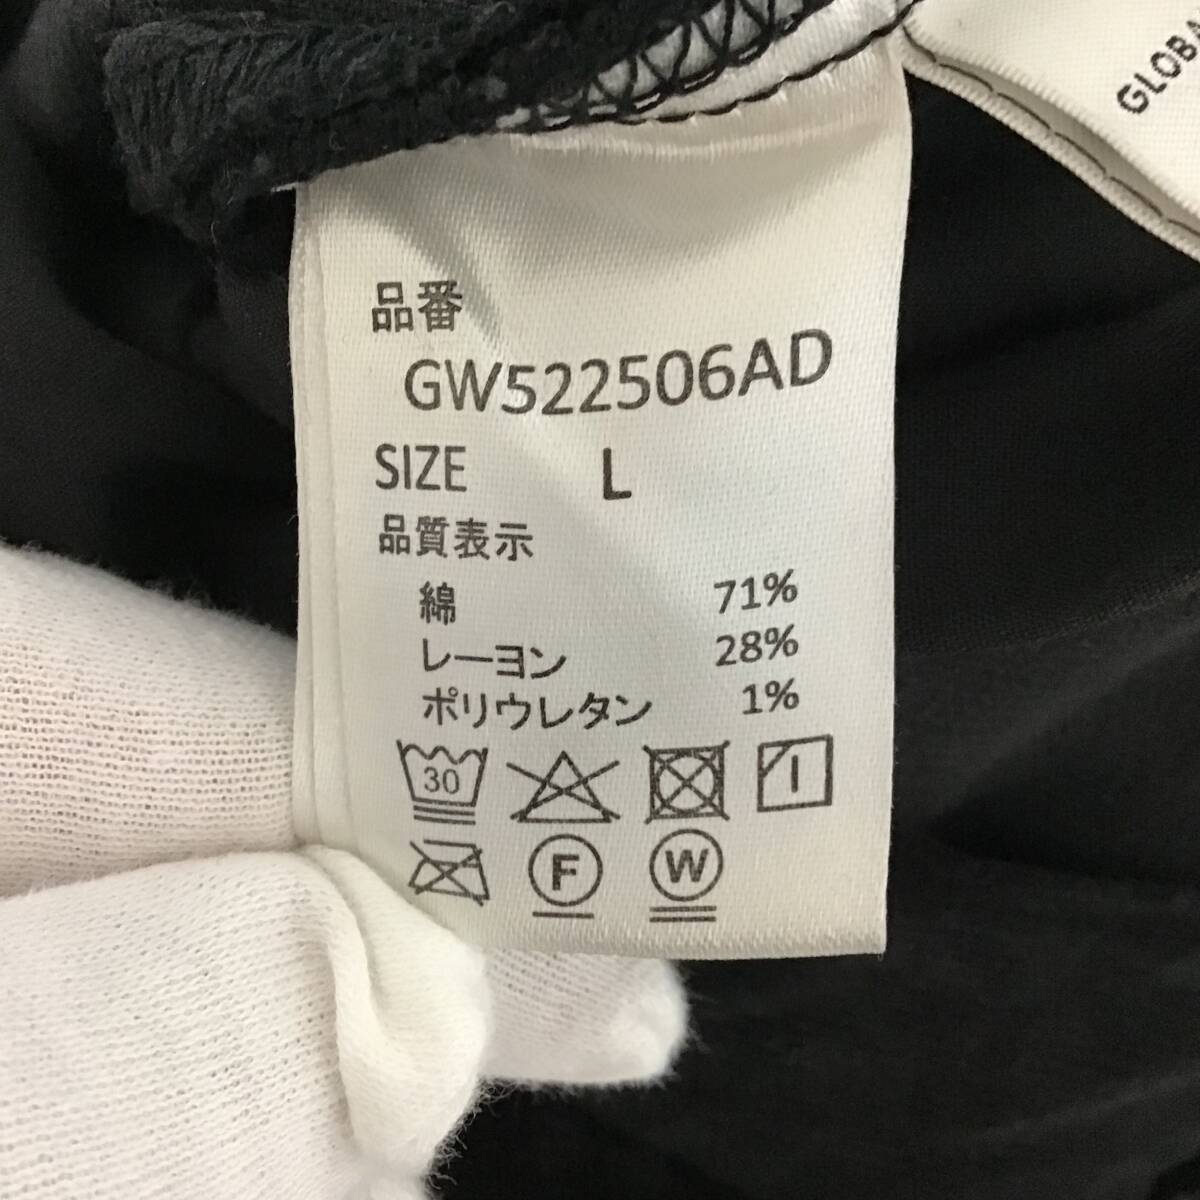 品番
GW522506AD
SIZE L
品質表示
綿 71%
レーヨン 28%
ポリウレタン 1%
30
F
W